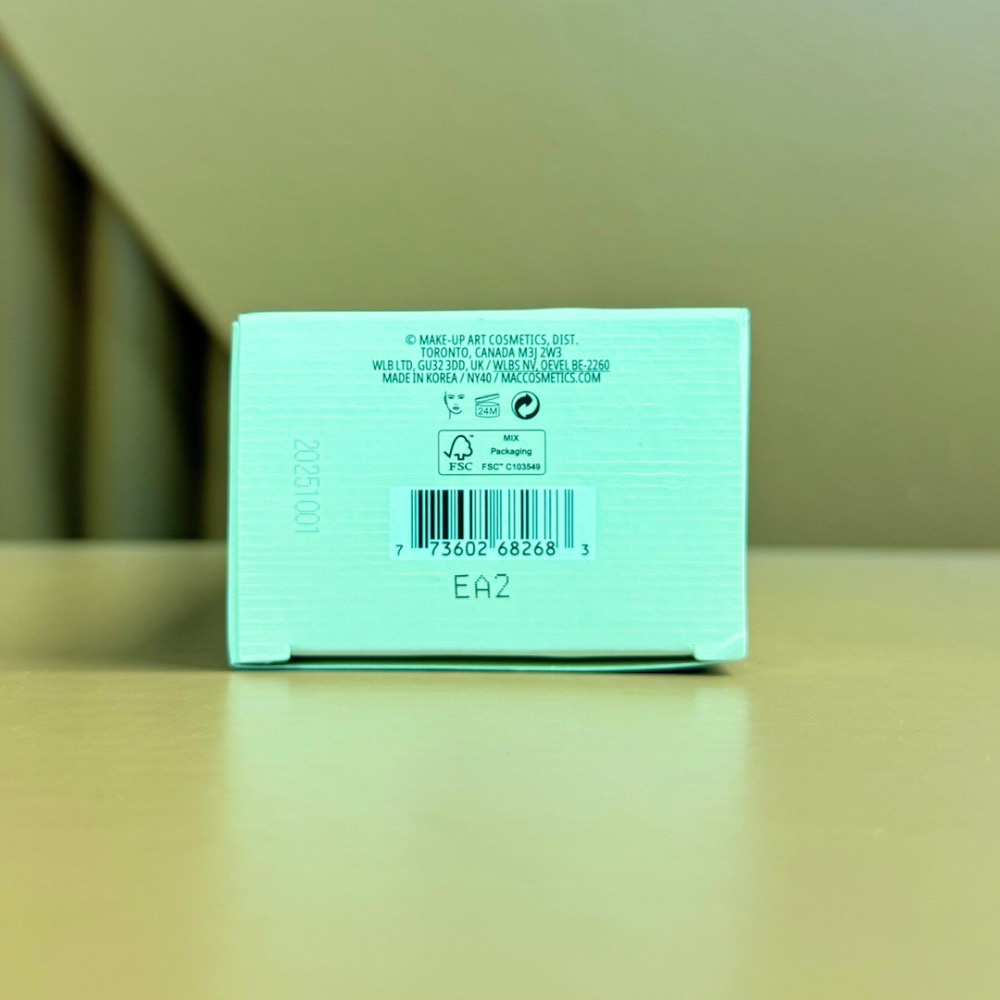 © MAKE-UP ART COSMETICS, DIST.
TORONTO, CANADA M3J 2W3
WLB LTD, GU32 3DD, UK / WLBS NV, OEVEL BE-2260
MADE IN KOREA / NY40 / MACCOSMETICS.COM
24M
FSC™
MIX
Packaging
FSC™ C103549
20251001
7 73602 68268 3
EA2